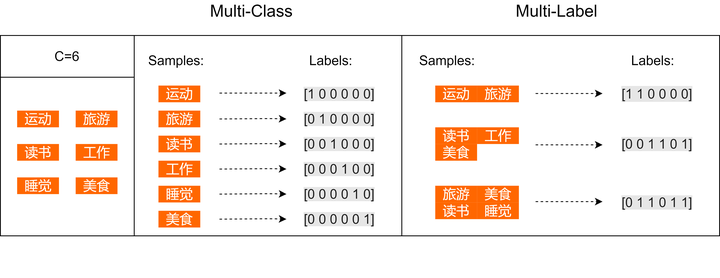 Multi-Class
Multi-Label
C=6
运动 旅游
读书 工作
睡觉 美食
Samples: Labels:
运动 [1 0 0 0 0 0]
旅游 [0 1 0 0 0 0]
读书 [0 0 1 0 0 0]
工作 [0 0 0 1 0 0]
睡觉 [0 0 0 0 1 0]
美食 [0 0 0 0 0 1]
Samples: Labels:
运动 旅游 [1 1 0 0 0 0]
读书 工作
美食
[0 0 1 1 0 1]
旅游 美食
读书 睡觉
[0 1 1 0 1 1]